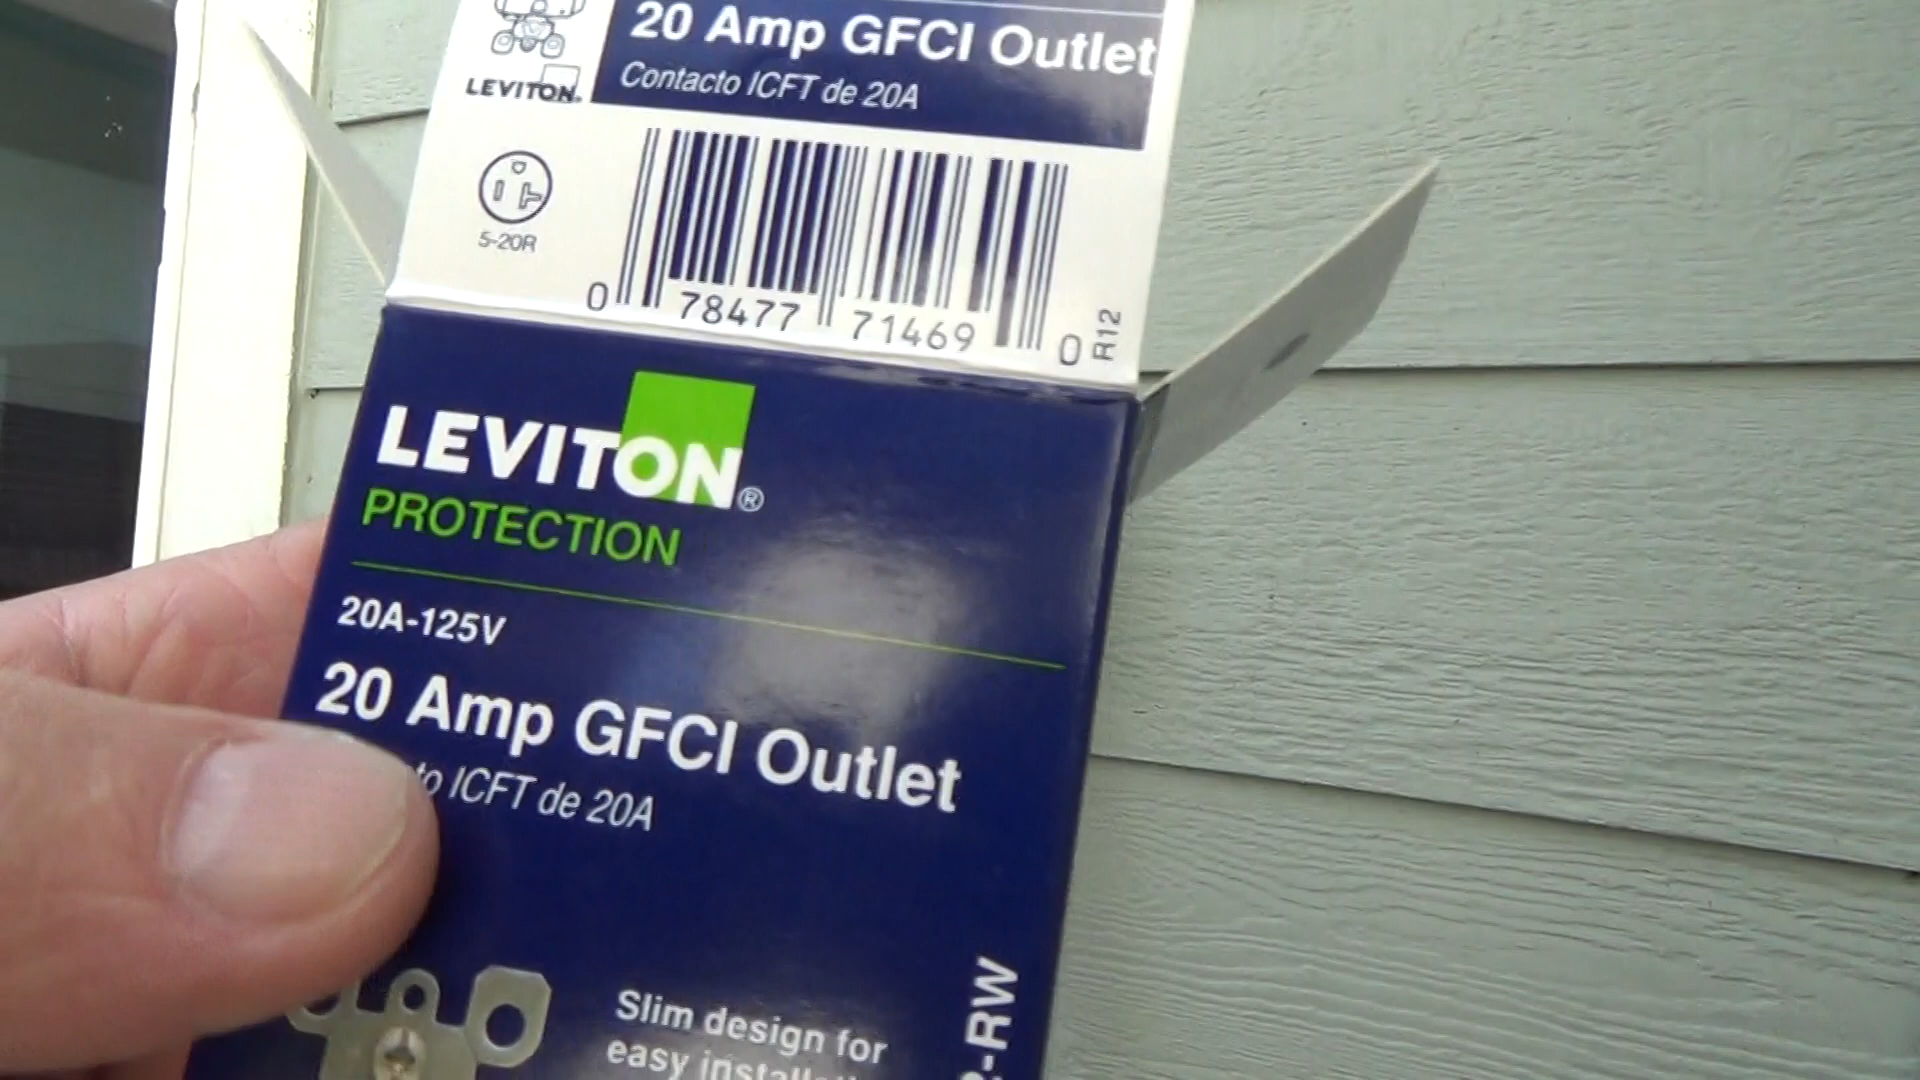 20 Amp GFCI Outlet
Contacto ICFT de 20A
LEVITON
5-20R
0 78477 71469 0
R12
LEVITON®
PROTECTION
20A-125V
20 Amp GFCI Outlet
to ICFT de 20A
Slim design for
easy
-RW